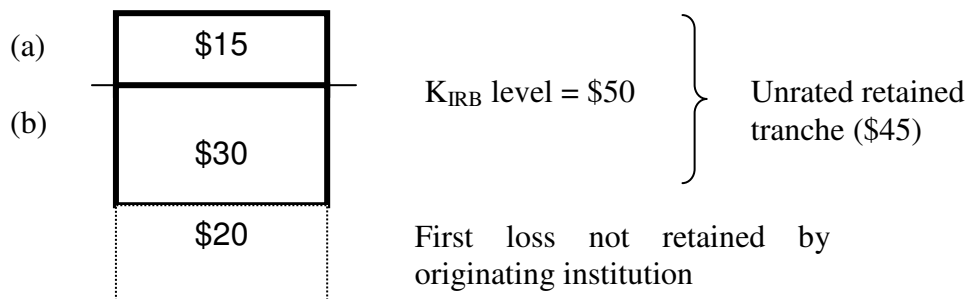 (a)
$15
K_IRB level = $50
Unrated retained
tranche ($45)
(b)
$30
$20
First loss not retained by
originating institution